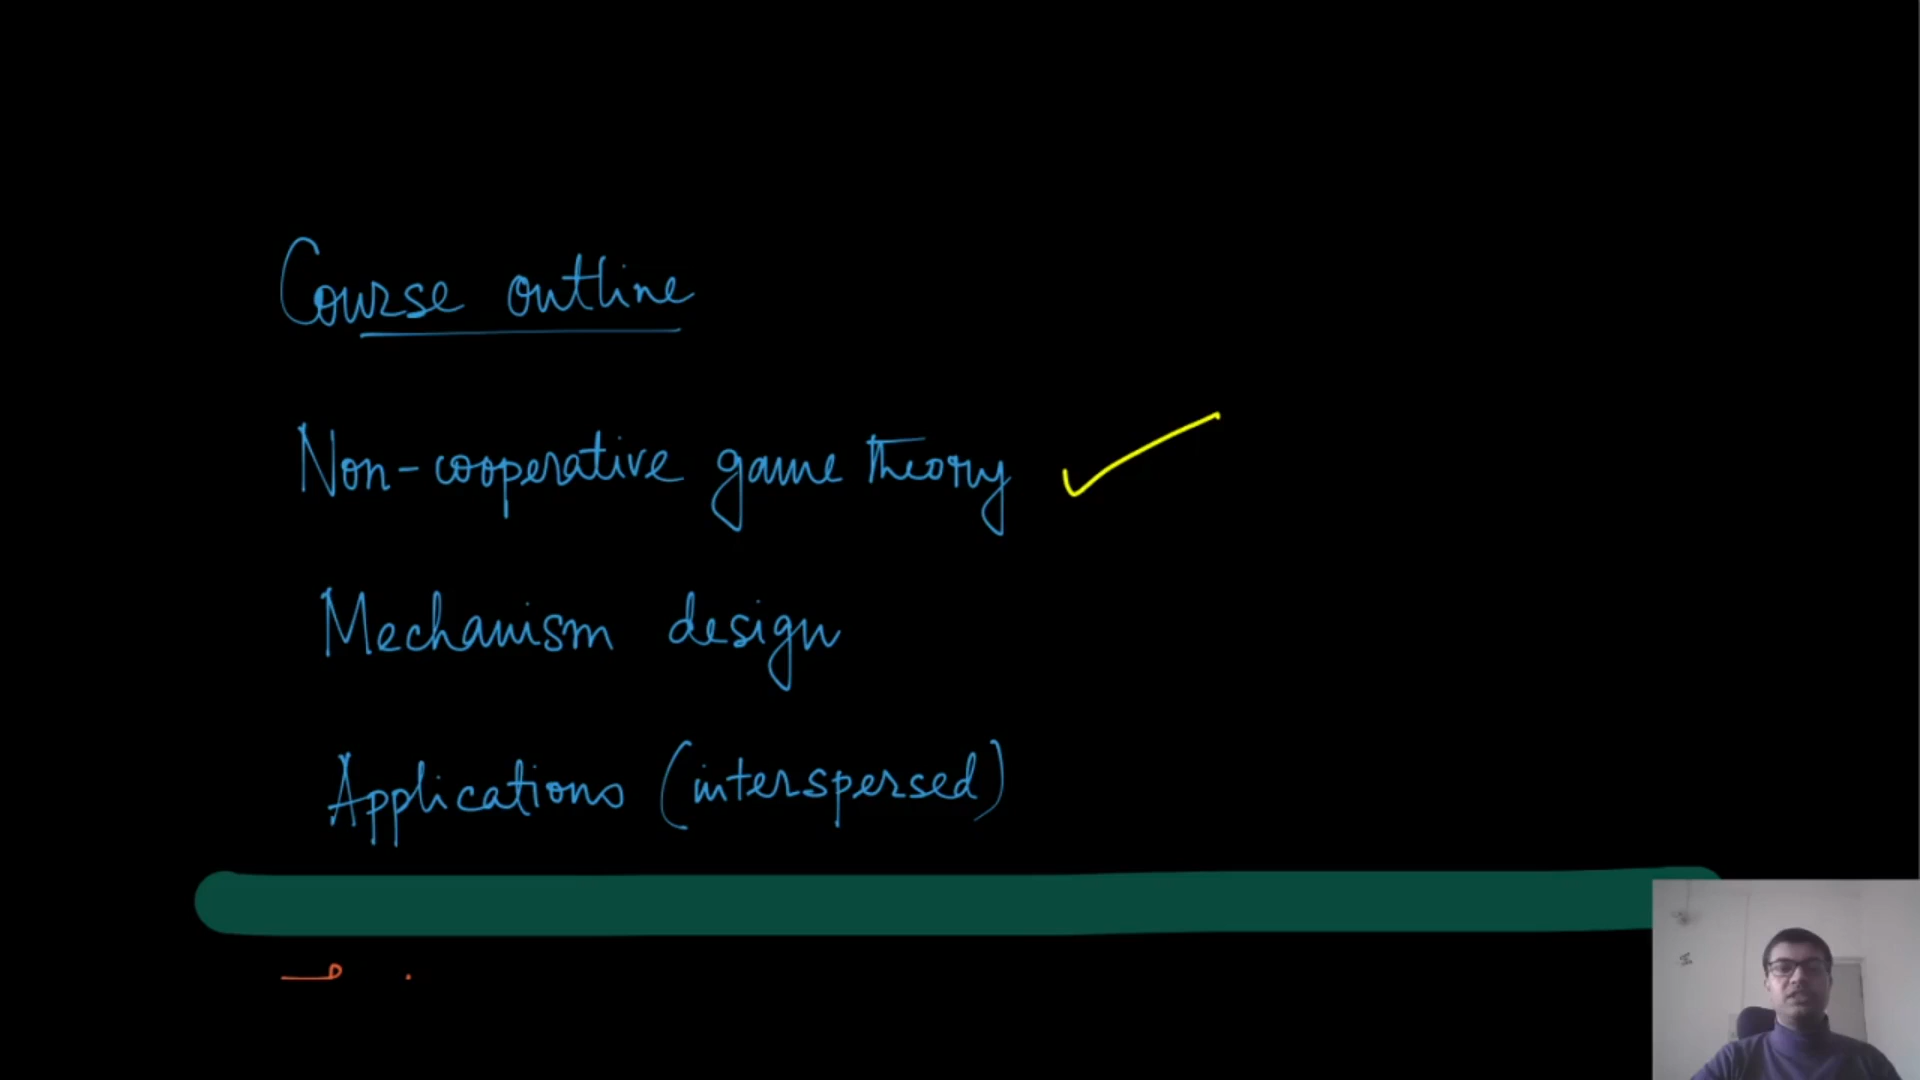 Course outline
Non-cooperative game theory
Mechanism design
Applications (interspersed)